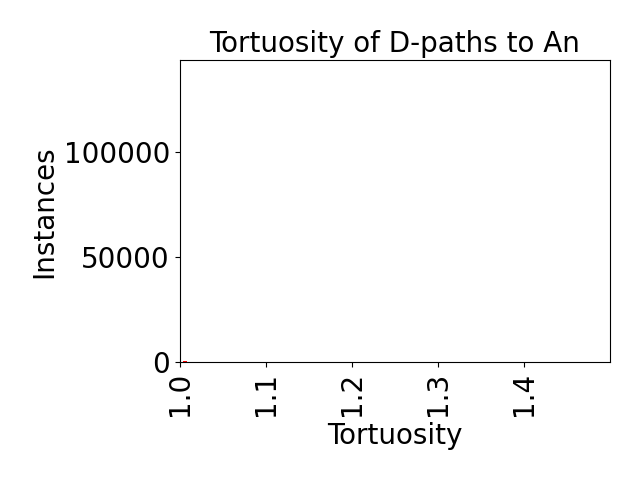 Tortuosity of D-paths to An
Instances
100000
50000
0
1.0
1.1
1.2
1.3
1.4
Tortuosity